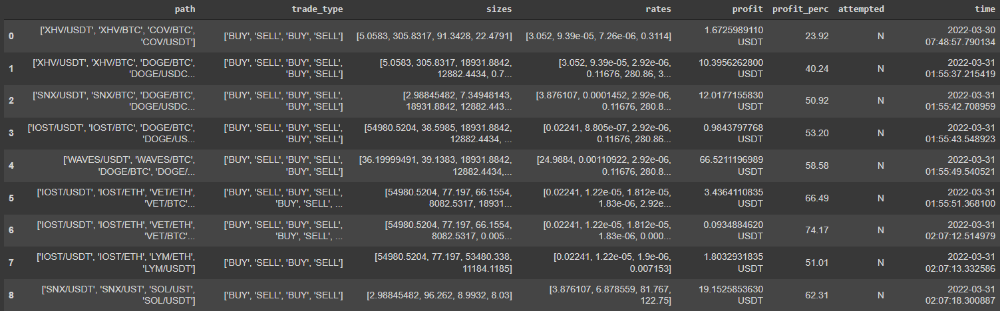 path trade_type sizes rates profit profit_perc attempted time
0 ['XHV/USDT', 'XHV/BTC', 'COV/BTC', 'COV/USDT'] ['BUY', 'SELL', 'BUY', 'SELL'] [5.0583, 305.8317, 91.3428, 22.4791] [3.052, 9.39e-05, 7.26e-06, 0.3114] 1.6725989110 USDT 23.92 N 2022-03-30 07:48:57.790134
1 ['XHV/USDT', 'XHV/BTC', 'DOGE/BTC', 'DOGE/USDC... ['BUY', 'SELL', 'BUY', 'SELL', 'BUY', 'SELL'] [5.0583, 305.8317, 18931.8842, 12882.4434, 0.7... [3.052, 9.39e-05, 2.92e-06, 0.11676, 280.86, 3... 10.3956262800 USDT 40.24 N 2022-03-31 01:55:37.215419
2 ['SNX/USDT', 'SNX/BTC', 'DOGE/BTC', 'DOGE/USDC... ['BUY', 'SELL', 'BUY', 'SELL', 'BUY', 'SELL'] [2.98845482, 7.34948143, 18931.8842, 12882.443... [3.876107, 0.0001452, 2.92e-06, 0.11676, 280.8... 12.0177155830 USDT 50.92 N 2022-03-31 01:55:42.708959
3 ['IOST/USDT', 'IOST/BTC', 'DOGE/BTC', 'DOGE/US... ['BUY', 'SELL', 'BUY', 'SELL', 'BUY', 'SELL'] [54980.5204, 38.5985, 18931.8842, 12882.4434, ... [0.02241, 8.805e-07, 2.92e-06, 0.11676, 280.86... 0.9843797768 USDT 53.20 N 2022-03-31 01:55:43.548923
4 ['WAVES/USDT', 'WAVES/BTC', 'DOGE/BTC', 'DOGE/... ['BUY', 'SELL', 'BUY', 'SELL', 'BUY', 'SELL'] [36.19999491, 39.1383, 18931.8842, 12882.4434,... [24.9884, 0.00110922, 2.92e-06, 0.11676, 280.8... 66.5211196989 USDT 58.58 N 2022-03-31 01:55:49.540521
5 ['IOST/USDT', 'IOST/ETH', 'VET/ETH', 'VET/BTC'... ['BUY', 'SELL', 'BUY', 'SELL', 'BUY', 'SELL', ... [54980.5204, 77.197, 66.1554, 8082.5317, 18931... [0.02241, 1.22e-05, 1.812e-05, 1.83e-06, 2.92e... 3.4364110835 USDT 66.49 N 2022-03-31 01:55:51.368100
6 ['IOST/USDT', 'IOST/ETH', 'VET/ETH', 'VET/BTC'... ['BUY', 'SELL', 'BUY', 'SELL', 'BUY', 'SELL', ... [54980.5204, 77.197, 66.1554, 8082.5317, 0.005... [0.02241, 1.22e-05, 1.812e-05, 1.83e-06, 0.000... 0.0934884620 USDT 74.17 N 2022-03-31 02:07:12.514979
7 ['IOST/USDT', 'IOST/ETH', 'LYM/ETH', 'LYM/USDT'] ['BUY', 'SELL', 'BUY', 'SELL'] [54980.5204, 77.197, 53480.338, 11184.1185] [0.02241, 1.22e-05, 1.9e-06, 0.007153] 1.8032931835 USDT 51.01 N 2022-03-31 02:07:13.332586
8 ['SNX/USDT', 'SNX/UST', 'SOL/UST', 'SOL/USDT'] ['BUY', 'SELL', 'BUY', 'SELL'] [2.98845482, 96.262, 8.9932, 8.03] [3.876107, 6.878559, 81.767, 122.75] 19.1525853630 USDT 62.31 N 2022-03-31 02:07:18.300887